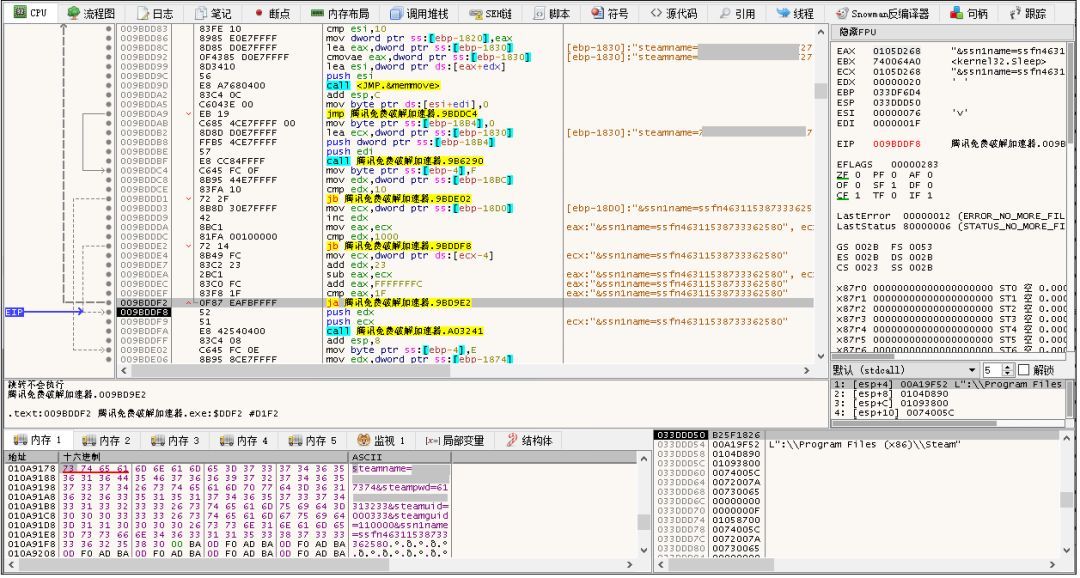 CPU 流程图 日志 笔记 断点 内存布局 调用堆栈 SEH链 脚本 符号 源代码 引用 线程 Snowman反编译器 句柄 跟踪
009BDD83 83FE 10 cmp esi,10
009BDD86 8985 E0E7FFFF mov dword ptr ss:[ebp-1820],eax
009BDD8C 8D85 D0E7FFFF lea eax,dword ptr ss:[ebp-1830] [ebp-1830]:"steamname= 27
009BDD92 0F4385 D0E7FFFF cmovae eax,dword ptr ss:[ebp-1830] [ebp-1830]:"steamname= 27
009BDD99 8D3410 lea esi,dword ptr ds:[eax+edx]
009BDD9C 56 push esi
009BDD9D E8 A7680400 call <JMP.&memmove>
009BDDA2 83C4 0C add esp,C
009BDDA5 C6043E 00 mov byte ptr ds:[esi+edi],0
009BDDA9 EB 19 jmp 腾讯免费破解加速器.9BDDC4
009BDDAB C685 4CE7FFFF 00 mov byte ptr ss:[ebp-18B4],0
009BDDB2 8D8D D0E7FFFF lea ecx,dword ptr ss:[ebp-1830] [ebp-1830]:"steamname=7 7
009BDDB8 FFB5 4CE7FFFF push dword ptr ss:[ebp-18B4]
009BDDBE 57 push edi
009BDDBF E8 CC84FFFF call 腾讯免费破解加速器.9B6290
009BDDC4 C645 FC 0F mov byte ptr ss:[ebp-4],F
009BDDC8 8B95 44E7FFFF mov edx,dword ptr ss:[ebp-18BC]
009BDDCE 83FA 10 cmp edx,10
009BDDD1 72 2F jb 腾讯免费破解加速器.9BDE02
009BDDD3 8B8D 30E7FFFF mov ecx,dword ptr ss:[ebp-18D0] [ebp-18D0]:"&ssn1name=ssfn4631153873336​25
009BDDD9 42 inc edx
009BDDDA 8BC1 mov eax,ecx eax:"&ssn1name=ssfn46311538733362580", ec
009BDDDC 81FA 00100000 cmp edx,1000
009BDDE2 72 14 jb 腾讯免费破解加速器.9BDDF8
009BDDE4 8B49 FC mov ecx,dword ptr ds:[ecx-4] ecx:"&ssn1name=ssfn46311538733362580"
009BDDE7 83C2 23 add edx,23
009BDDEA 2BC1 sub eax,ecx eax:"&ssn1name=ssfn46311538733362580", ec
009BDDEC 83C0 FC add eax,FFFFFFFC eax:"&ssn1name=ssfn46311538733362580"
009BDDEF 83F8 1F cmp eax,1F eax:"&ssn1name=ssfn46311538733362580"
009BDDF2 0F87 EAFBFFFF ja 腾讯免费破解加速器.9BD9E2
EIP 009BDDF8 52 push edx
009BDDF9 51 push ecx ecx:"&ssn1name=ssfn46311538733362580"
009BDDFA E8 42540400 call 腾讯免费破解加速器.A03241
009BDDFF 83C4 08 add esp,8
009BDE02 C645 FC 0E mov byte ptr ss:[ebp-4],E
009BDE06 8B95 8CE7FFFF mov edx,dword ptr ss:[ebp-1874]
隐藏FPU
EAX 0105D268 "&ssn1name=ssfn4631
EBX 740064A0 <kernel32.Sleep>
ECX 0105D268 "&ssn1name=ssfn4631
EDX 00000020 ' '
EBP 033DF6D4
ESP 033DDD50
ESI 00000076 'v'
EDI 0000001F
EIP 009BDDF8 腾讯免费破解加速器.009B
EFLAGS 00000283
ZF 0 PF 0 AF 0
OF 0 SF 1 DF 0
CF 1 TF 0 IF 1
LastError 00000012 (ERROR_NO_MORE_FIL
LastStatus 80000006 (STATUS_NO_MORE_FI
GS 002B FS 0053
ES 002B DS 002B
CS 0023 SS 002B
x87r0 00000000000000000000 ST0 空 0.00
x87r1 00000000000000000000 ST1 空 0.00
x87r2 00000000000000000000 ST2 空 0.00
x87r3 00000000000000000000 ST3 空 0.00
x87r4 00000000000000000000 ST4 空 0.00
x87r5 00000000000000000000 ST5 空 0.00
x87r6 00000000000000000000 ST6 空 0.00
默认 (stdcall) 5 解锁
1: [esp+4] 00A19F52 L":\\Program Files
2: [esp+8] 0104D890
3: [esp+C] 01093800
4: [esp+10] 0074005C
跳转不会执行
腾讯免费破解加速器.009BD9E2
.text:009BDDF2 腾讯免费破解加速器.exe:$DDF2 #D1F2
内存 1 内存 2 内存 3 内存 4 内存 5 监视 1 [x=]局部变量 结构体
地址 十六进制 ASCII
010A9178 73 74 65 61 6D 6E 61 6D 65 3D 37 33 37 34 36 35 steamname=
010A9188 36 31 36 44 35 46 37 36 36 39 37 32
010A9198 37 33 37 34 26 73 74 65 61 6D 70 77 64 3D 36 31 7374&steampwd=61
010A91A8 36 32 36 33 35 31 35 31 37 34 36 35 37 33 37 34
010A91B8 33 31 33 32 33 33 26 73 74 65 61 6D 75 69 64 3D 313233&steamuid=
010A91C8 30 30 30 33 33 33 26 73 74 65 61 6D 67 75 69 64 000333&steamguid
010A91D8 3D 31 31 30 30 30 30 26 73 73 6E 31 6E 61 6D 65 =110000&ssn1name
010A91E8 3D 73 73 66 6E 34 36 33 31 31 35 33 38 37 33 33 =ssfn46311538733
010A91F8 33 36 32 35 38 30 00 BA 0D F0 AD BA 0D F0 AD BA 362580.
010A9208 0D F0 AD BA 0D F0 AD BA 0D F0 AD BA 0D F0 AD BA
033DDD50 B25F1826
033DDD54 00A19F52 L":\\Program Files (x86)\\Steam"
033DDD58 0104D890
033DDD5C 01093800
033DDD60 0074005C
033DDD64 0072007A
033DDD68 00730065
033DDD6C 00000000
033DDD70 0000000F
033DDD74 01058700
033DDD78 0074005C
033DDD7C 0072007A
033DDD80 00730065